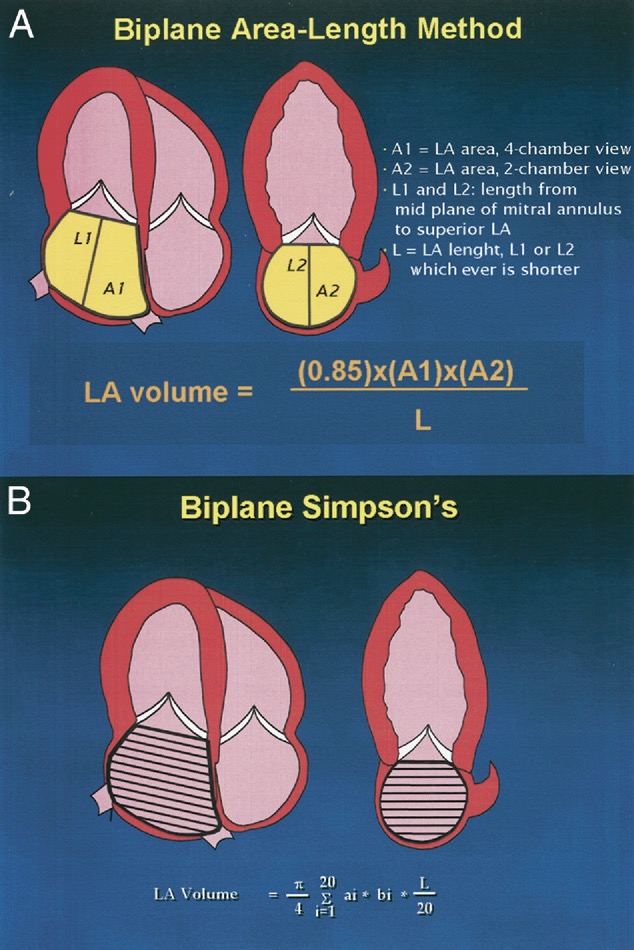 A
Biplane Area-Length Method
· A1 = LA area, 4-chamber view
· A2 = LA area, 2-chamber view
· L1 and L2: length from
mid plane of mitral annulus
to superior LA
· L = LA lenght, L1 or L2
which ever is shorter
L1
A1
L2
A2
LA volume = (0.85)x(A1)x(A2)
L
B
Biplane Simpson's
LA Volume = π/4 20 Σ i=1 ai * bi * L/20